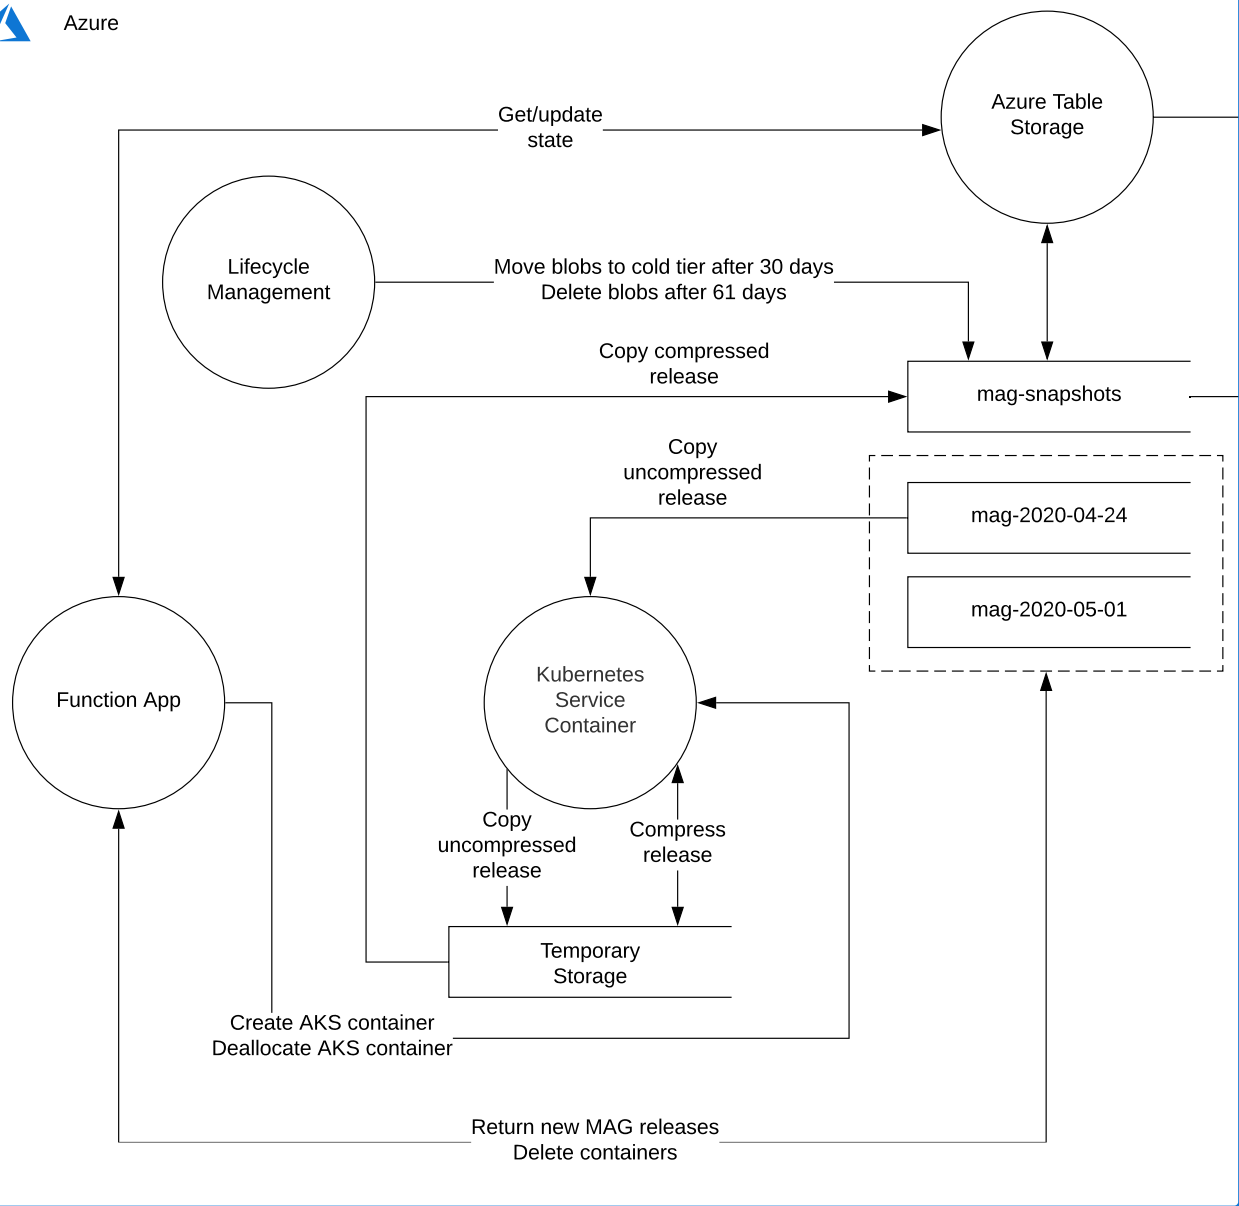 Azure
Azure Table
Storage
Get/update
state
Lifecycle
Management
Move blobs to cold tier after 30 days
Delete blobs after 61 days
Copy compressed
release
mag-snapshots
Copy
uncompressed
release
mag-2020-04-24
mag-2020-05-01
Function App
Kubernetes
Service
Container
Copy
uncompressed
release
Compress
release
Temporary
Storage
Create AKS container
Deallocate AKS container
Return new MAG releases
Delete containers